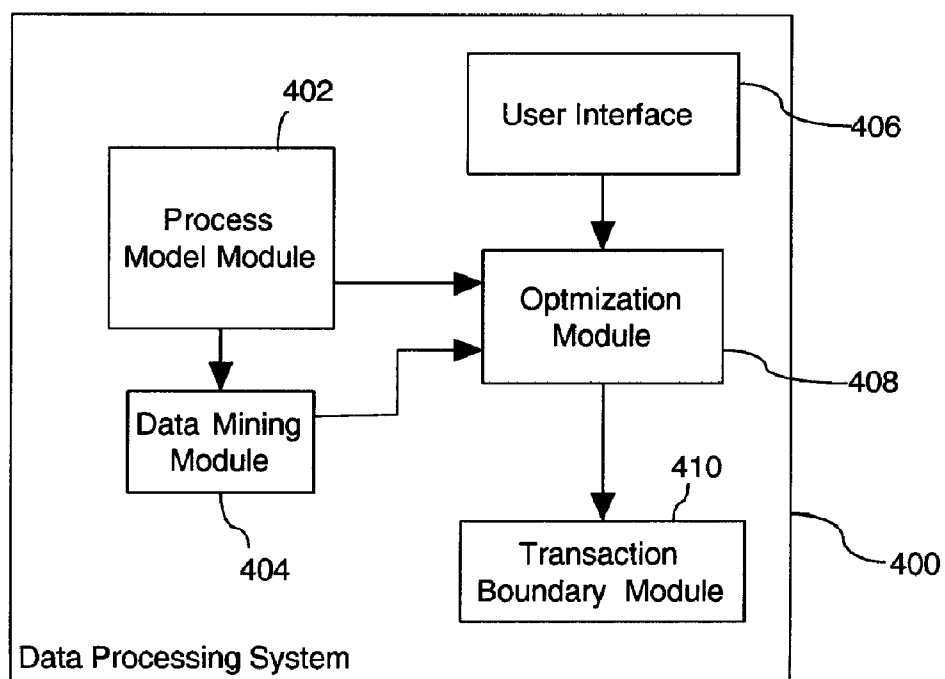 402
User Interface
406
Process
Model Module
Optmization
Module
408
Data Mining
Module
404
410
Transaction
Boundary Module
400
Data Processing System